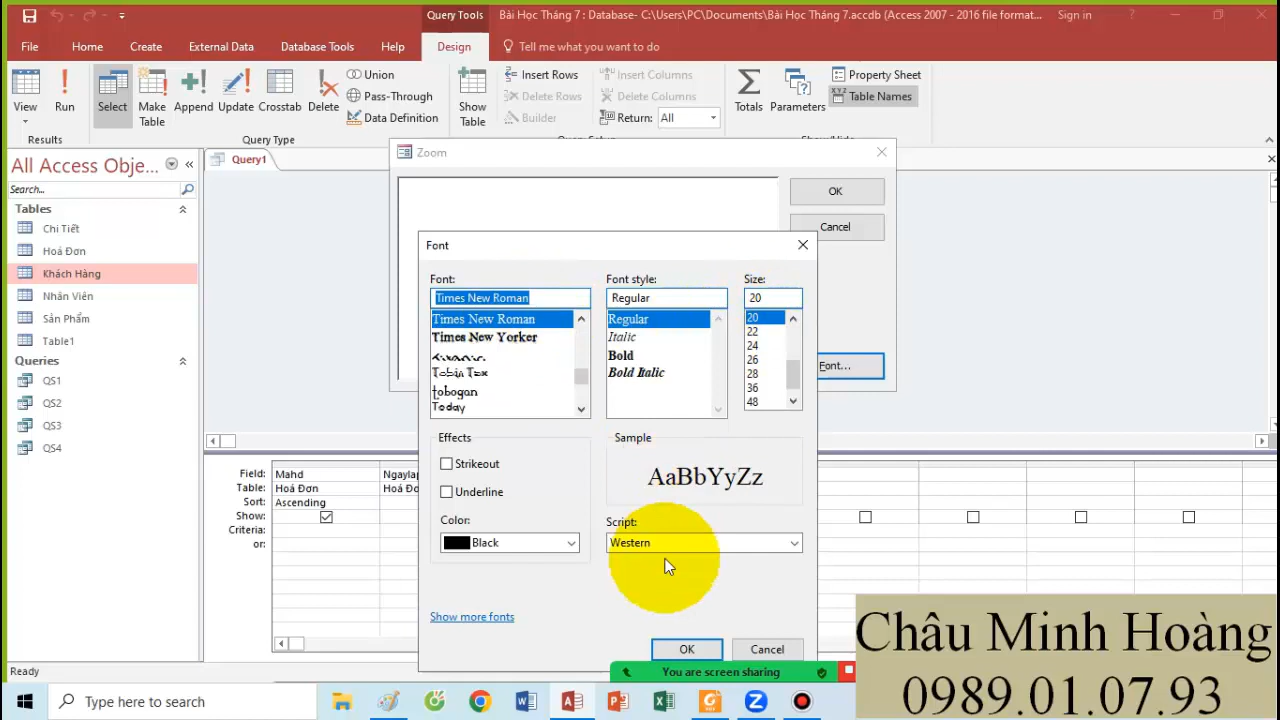 Query Tools
Bài Học Tháng 7 : Database- C:\Users\PC\Documents\Bài Học Tháng 7.accdb (Access 2007 - 2016 file format...
Sign in
?
File
Home
Create
External Data
Database Tools
Help
Design
Tell me what you want to do
View
Run
Select
Make Table
Append
Update
Crosstab
Delete
Union
Pass-Through
Data Definition
Show Table
Insert Rows
Delete Rows
Builder
Insert Columns
Delete Columns
Return: All
Totals
Parameters
Property Sheet
Table Names
Results
Query Type
All Access Obje...
Search...
Tables
Chi Tiết
Hoá Đơn
Khách Hàng
Nhân Viên
Sản Phẩm
Table1
Queries
QS1
QS2
QS3
QS4
Query1
Zoom
OK
Cancel
Font...
Font
Font:
Times New Roman
Times New Roman
Times New Yorker
tobogan
Today
Font style:
Regular
Regular
Italic
Bold
Bold Italic
Size:
20
20
22
24
26
28
36
48
Effects
Strikeout
Underline
Color:
Black
Sample
AaBbYyZz
Script:
Western
Show more fonts
OK
Cancel
Field: Mahd
Table: Hoá Đơn
Sort: Ascending
Show:
Criteria:
or:
Ready
You are screen sharing
Type here to search
Châu Minh Hoàng
0989.01.07.93